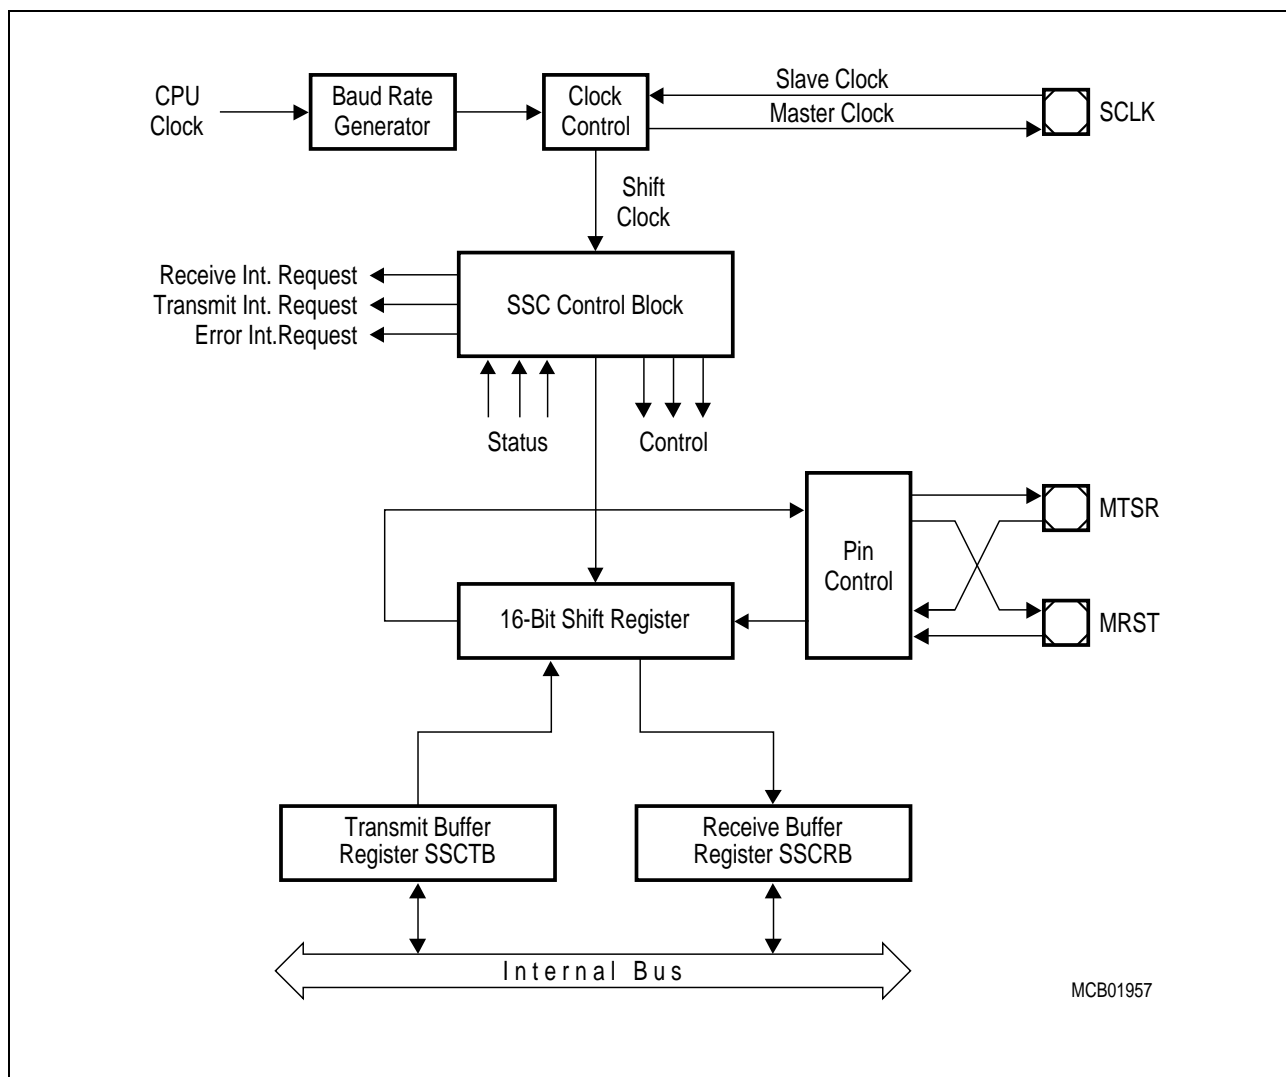 CPU
Clock
Baud Rate
Generator
Clock
Control
Slave Clock
Master Clock
SCLK
Shift
Clock
Receive Int. Request
Transmit Int. Request
Error Int.Request
SSC Control Block
Status
Control
MTSR
Pin
Control
16-Bit Shift Register
MRST
Transmit Buffer
Register SSCTB
Receive Buffer
Register SSCRB
Internal Bus
MCB01957